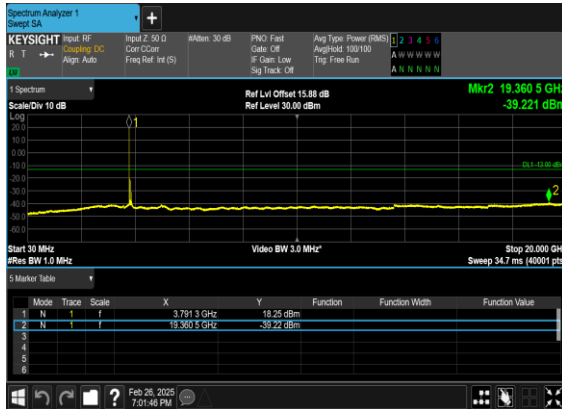 Spectrum Analyzer 1
Swept SA
KEYSIGHT
R T
LU
Input: RF
Coupling: DC
Align: Auto
Input Z: 50 Ω
Corr CCorr
Freq Ref: Int (S)
#Atten: 30 dB
PNO: Fast
Gate: Off
IF Gain: Low
Sig Track: Off
Avg Type: Power (RMS)
Avg|Hold: 100/100
Trig: Free Run
1 2 3 4 5 6
A W W W W W
A N N N N N
1 Spectrum
Scale/Div 10 dB
Ref Lvl Offset 15.88 dB
Ref Level 30.00 dBm
Mkr2 19.360 5 GHz
-39.221 dBm
Log
20.0
10.0
0.00
-10.0
-20.0
-30.0
-40.0
-50.0
-60.0
1
DL1 -13.00 dBm
2
Start 30 MHz
#Res BW 1.0 MHz
Video BW 3.0 MHz*
Stop 20.000 GHz
Sweep 34.7 ms (40001 pts)
5 Marker Table
Mode Trace Scale X Y Function Function Width Function Value
1 N 1 f 3.791 3 GHz 18.25 dBm
2 N 1 f 19.360 5 GHz -39.22 dBm
3
4
5
6
?
Feb 26, 2025
7:01:46 PM